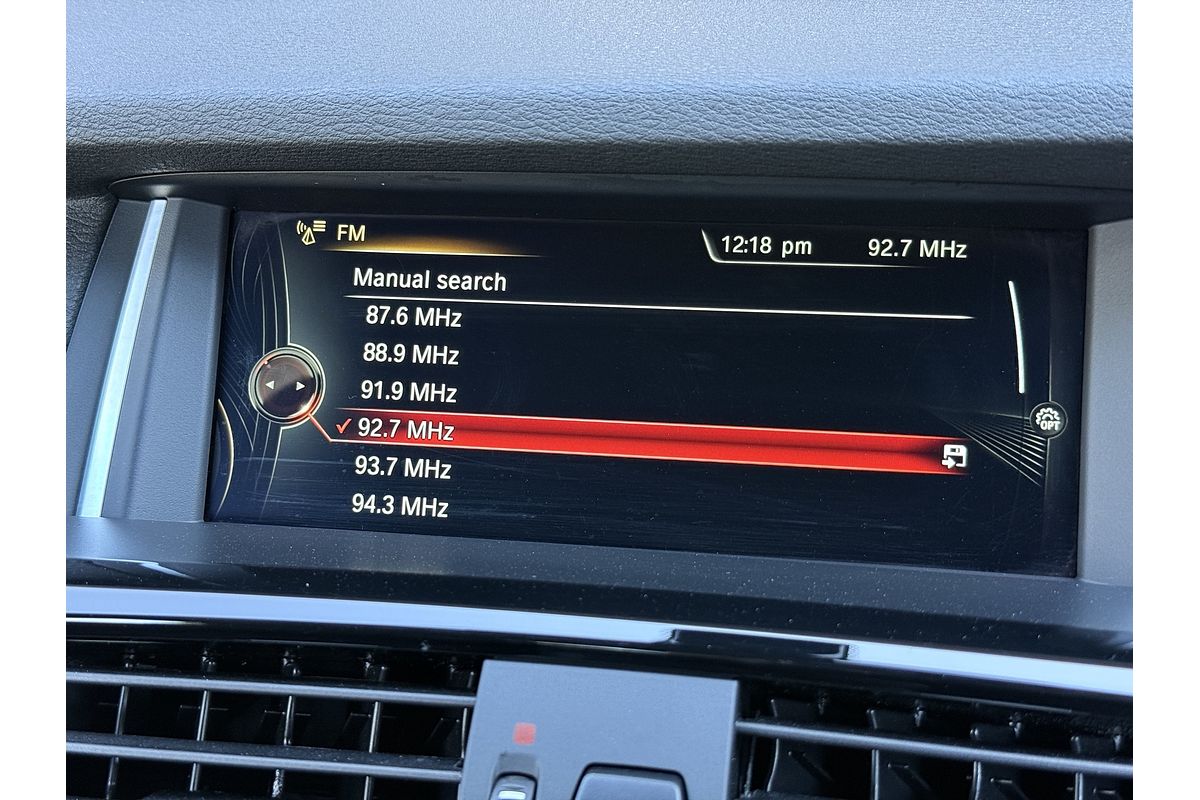 FM
12:18 pm 92.7 MHz
Manual search
87.6 MHz
88.9 MHz
91.9 MHz
✓ 92.7 MHz
93.7 MHz
94.3 MHz
OPT